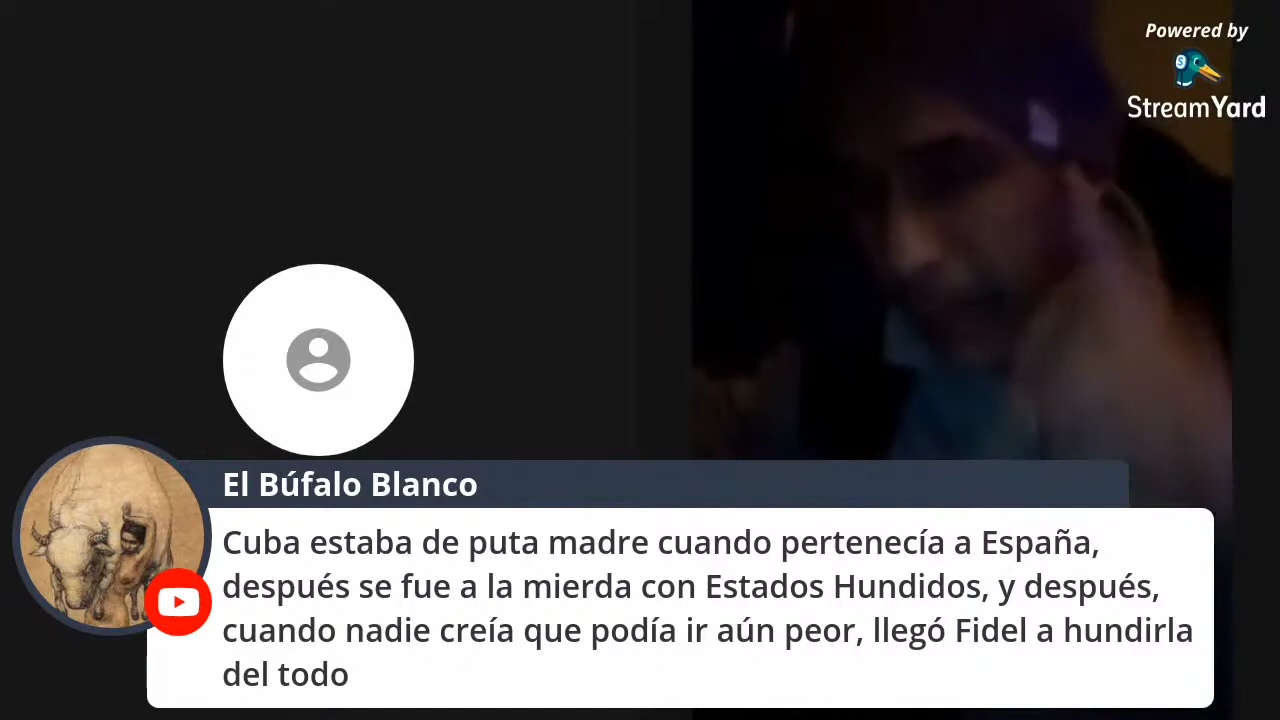 Powered by
StreamYard
El Búfalo Blanco
Cuba estaba de puta madre cuando pertenecía a España,
después se fue a la mierda con Estados Hundidos, y después,
cuando nadie creía que podía ir aún peor, llegó Fidel a hundirla
del todo